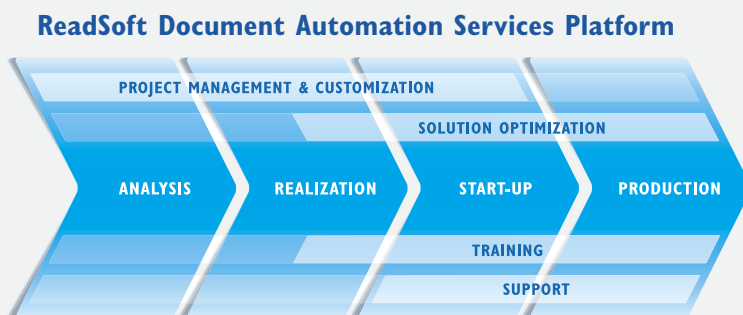 ReadSoft Document Automation Services Platform
PROJECT MANAGEMENT & CUSTOMIZATION
SOLUTION OPTIMIZATION
ANALYSIS REALIZATION START-UP PRODUCTION
TRAINING
SUPPORT